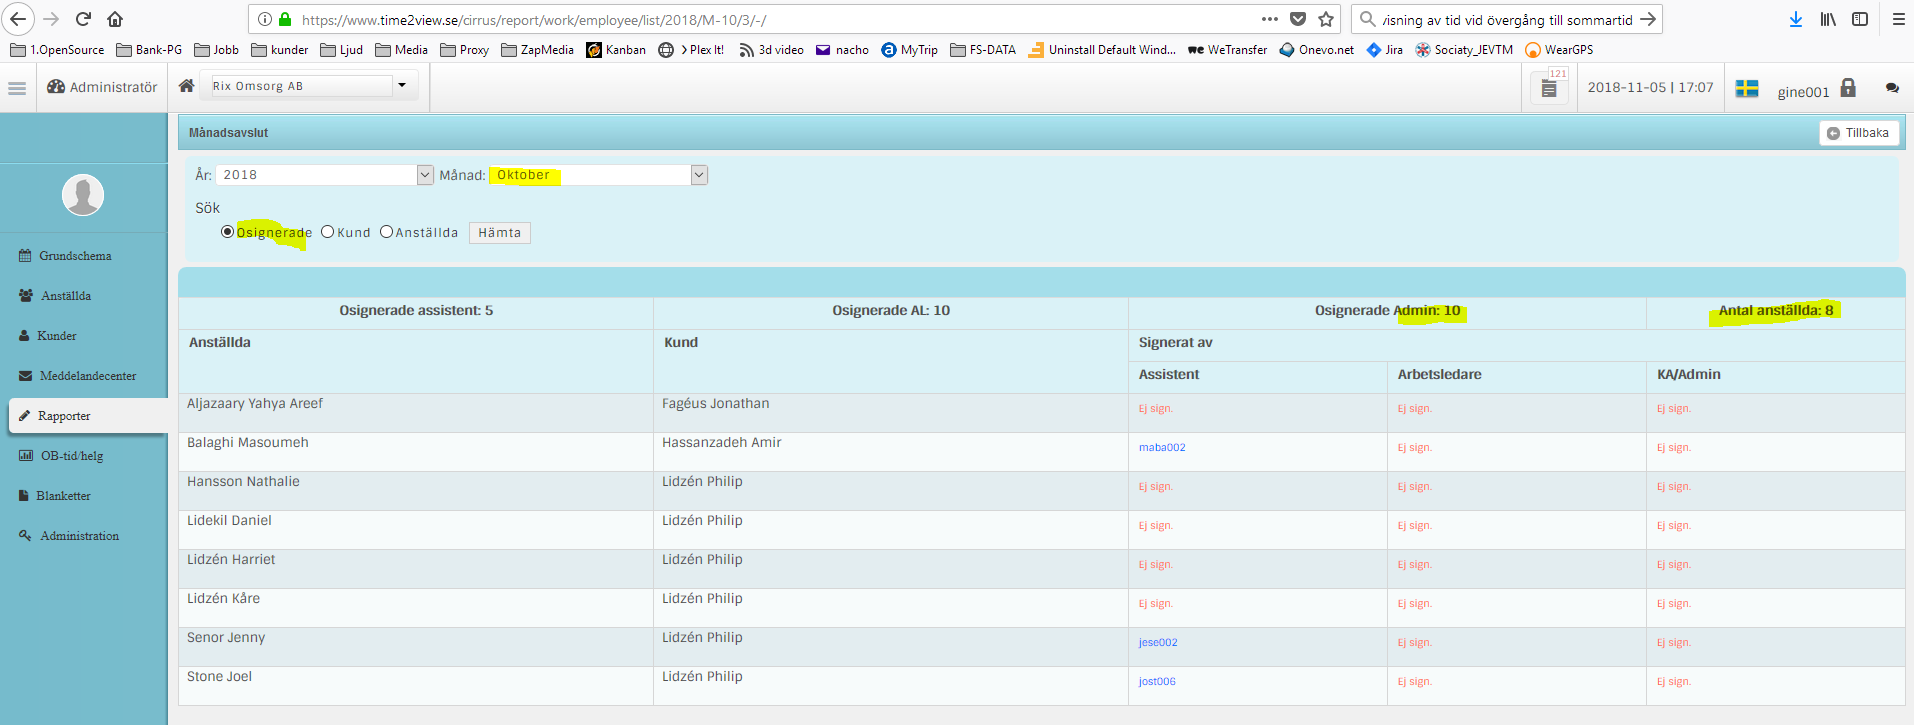 https://www.time2view.se/cirrus/report/work/employee/list/2018/M-10/3/-/
visning av tid vid övergång till sommartid
1.OpenSource Bank-PG Jobb kunder Ljud Media Proxy ZapMedia Kanban > Plex It! 3d video nacho MyTrip FS-DATA Uninstall Default Wind... WeTransfer Onevo.net Jira Sociaty_JEVTM WearGPS
Administratör Rix Omsorg AB 121 2018-11-05 | 17:07 gine001
Månadsavslut Tillbaka
År: 2018 Månad: Oktober
Sök
Osignerade Kund Anställda Hämta
Grundschema
Anställda
Kunder
Meddelandecenter
Rapporter
OB-tid/helg
Blanketter
Administration
Osignerade assistent: 5 Osignerade AL: 10 Osignerade Admin: 10 Antal anställda: 8
Anställda Kund Signerat av
Assistent Arbetsledare KA/Admin
Aljazaary Yahya Areef Fagéus Jonathan Ej sign. Ej sign. Ej sign.
Balaghi Masoumeh Hassanzadeh Amir maba002 Ej sign. Ej sign.
Hansson Nathalie Lidzén Philip Ej sign. Ej sign. Ej sign.
Lidekil Daniel Lidzén Philip Ej sign. Ej sign. Ej sign.
Lidzén Harriet Lidzén Philip Ej sign. Ej sign. Ej sign.
Lidzén Kåre Lidzén Philip Ej sign. Ej sign. Ej sign.
Senor Jenny Lidzén Philip jese002 Ej sign. Ej sign.
Stone Joel Lidzén Philip jost006 Ej sign. Ej sign.